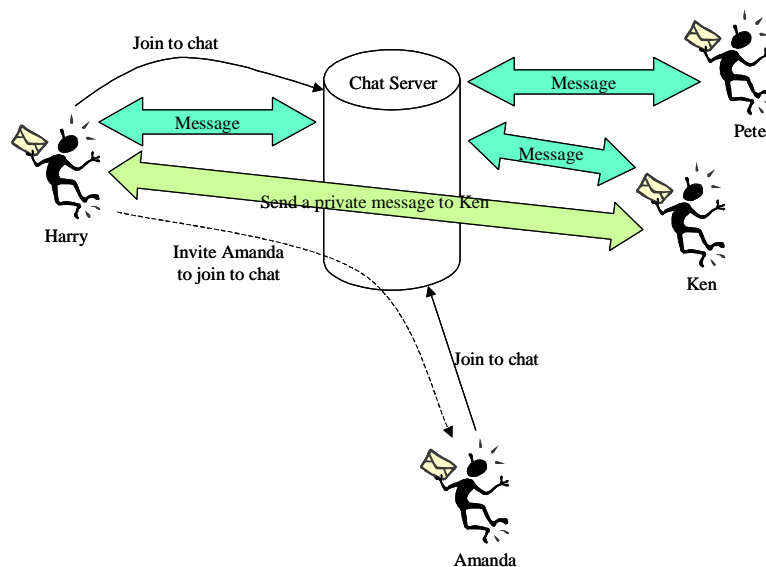 Join to chat
Chat Server
Message
Message
Pete
Message
Send a private message to Ken
Harry
Invite Amanda
to join to chat
Ken
Join to chat
Amanda